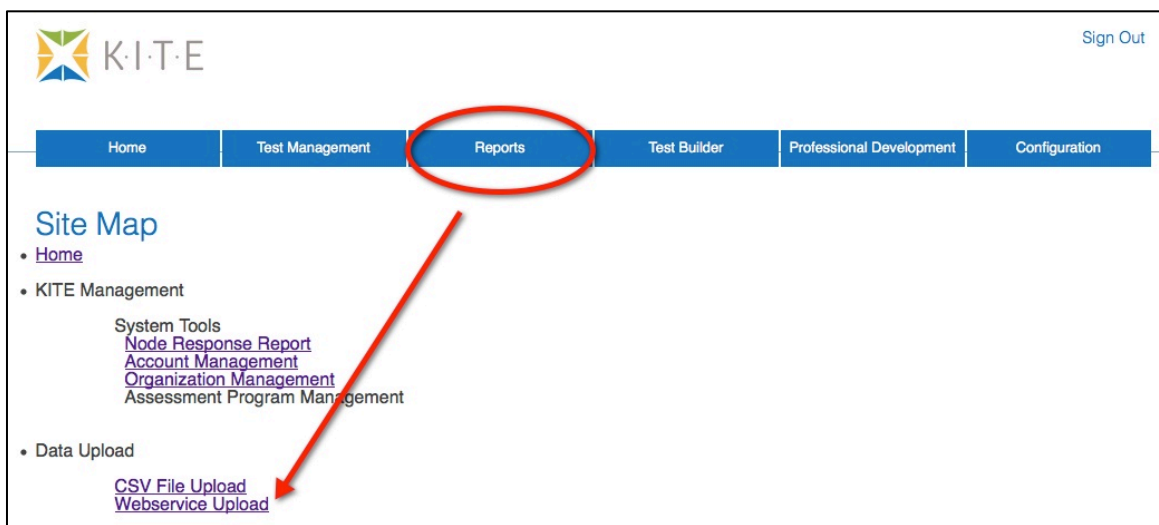 K·I·T·E
Sign Out
Home Test Management Reports Test Builder Professional Development Configuration
Site Map
• Home
• KITE Management
System Tools
Node Response Report
Account Management
Organization Management
Assessment Program Management
• Data Upload
CSV File Upload
Webservice Upload